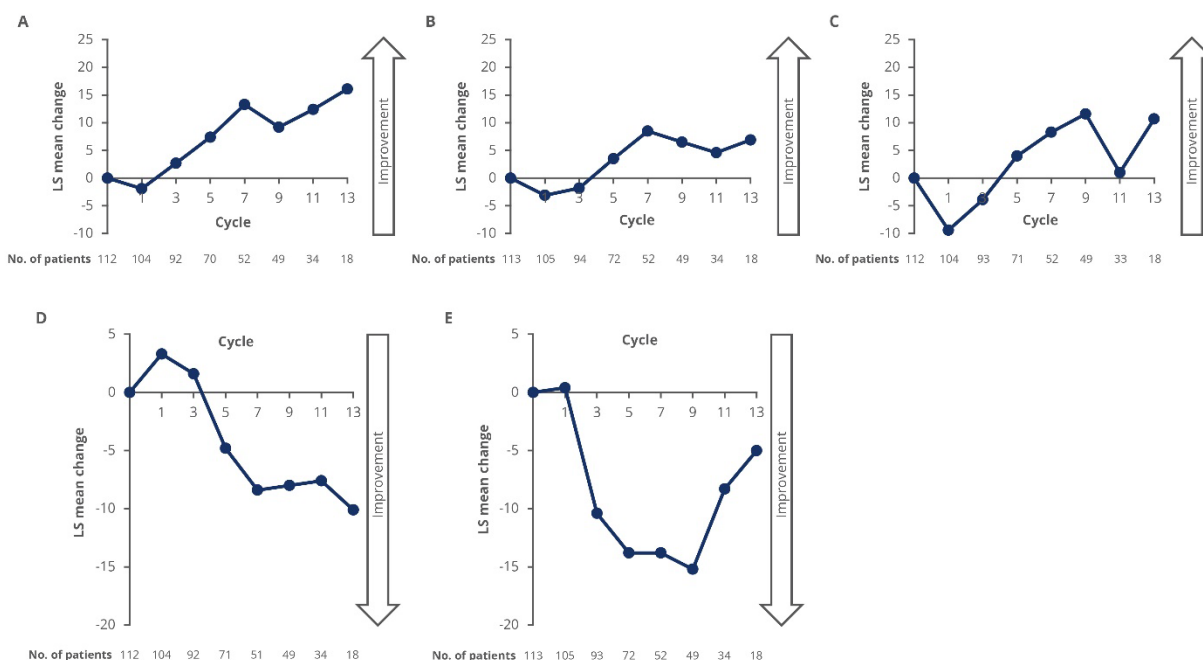 A
LS mean change
25
20
15
10
5
0
-5
-10
1 3 5 7 9 11 13
Cycle
Improvement
No. of patients 112 104 92 70 52 49 34 18
B
LS mean change
25
20
15
10
5
0
-5
-10
1 3 5 7 9 11 13
Cycle
Improvement
No. of patients 113 105 94 72 52 49 34 18
C
LS mean change
25
20
15
10
5
0
-5
-10
1 3 5 7 9 11 13
Cycle
Improvement
No. of patients 112 104 93 71 52 49 33 18
D
Cycle
LS mean change
5
0
-5
-10
-15
-20
1 3 5 7 9 11 13
Improvement
No. of patients 112 104 92 71 51 49 34 18
E
Cycle
LS mean change
5
0
-5
-10
-15
-20
1 3 5 7 9 11 13
Improvement
No. of patients 113 105 93 72 52 49 34 18